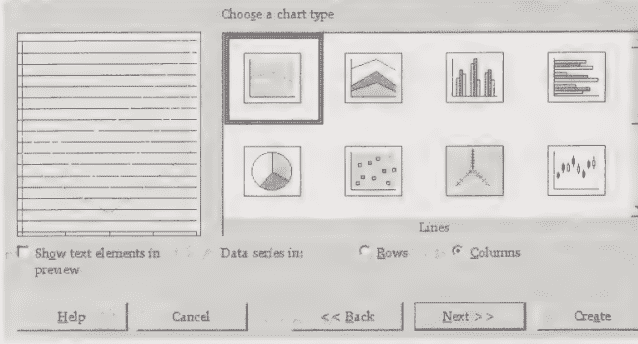 Choose a chart type
Lines
Show text elements in
preview
Data series in:
Rows
Columns
Help
Cancel
<< Back
Next >>
Create